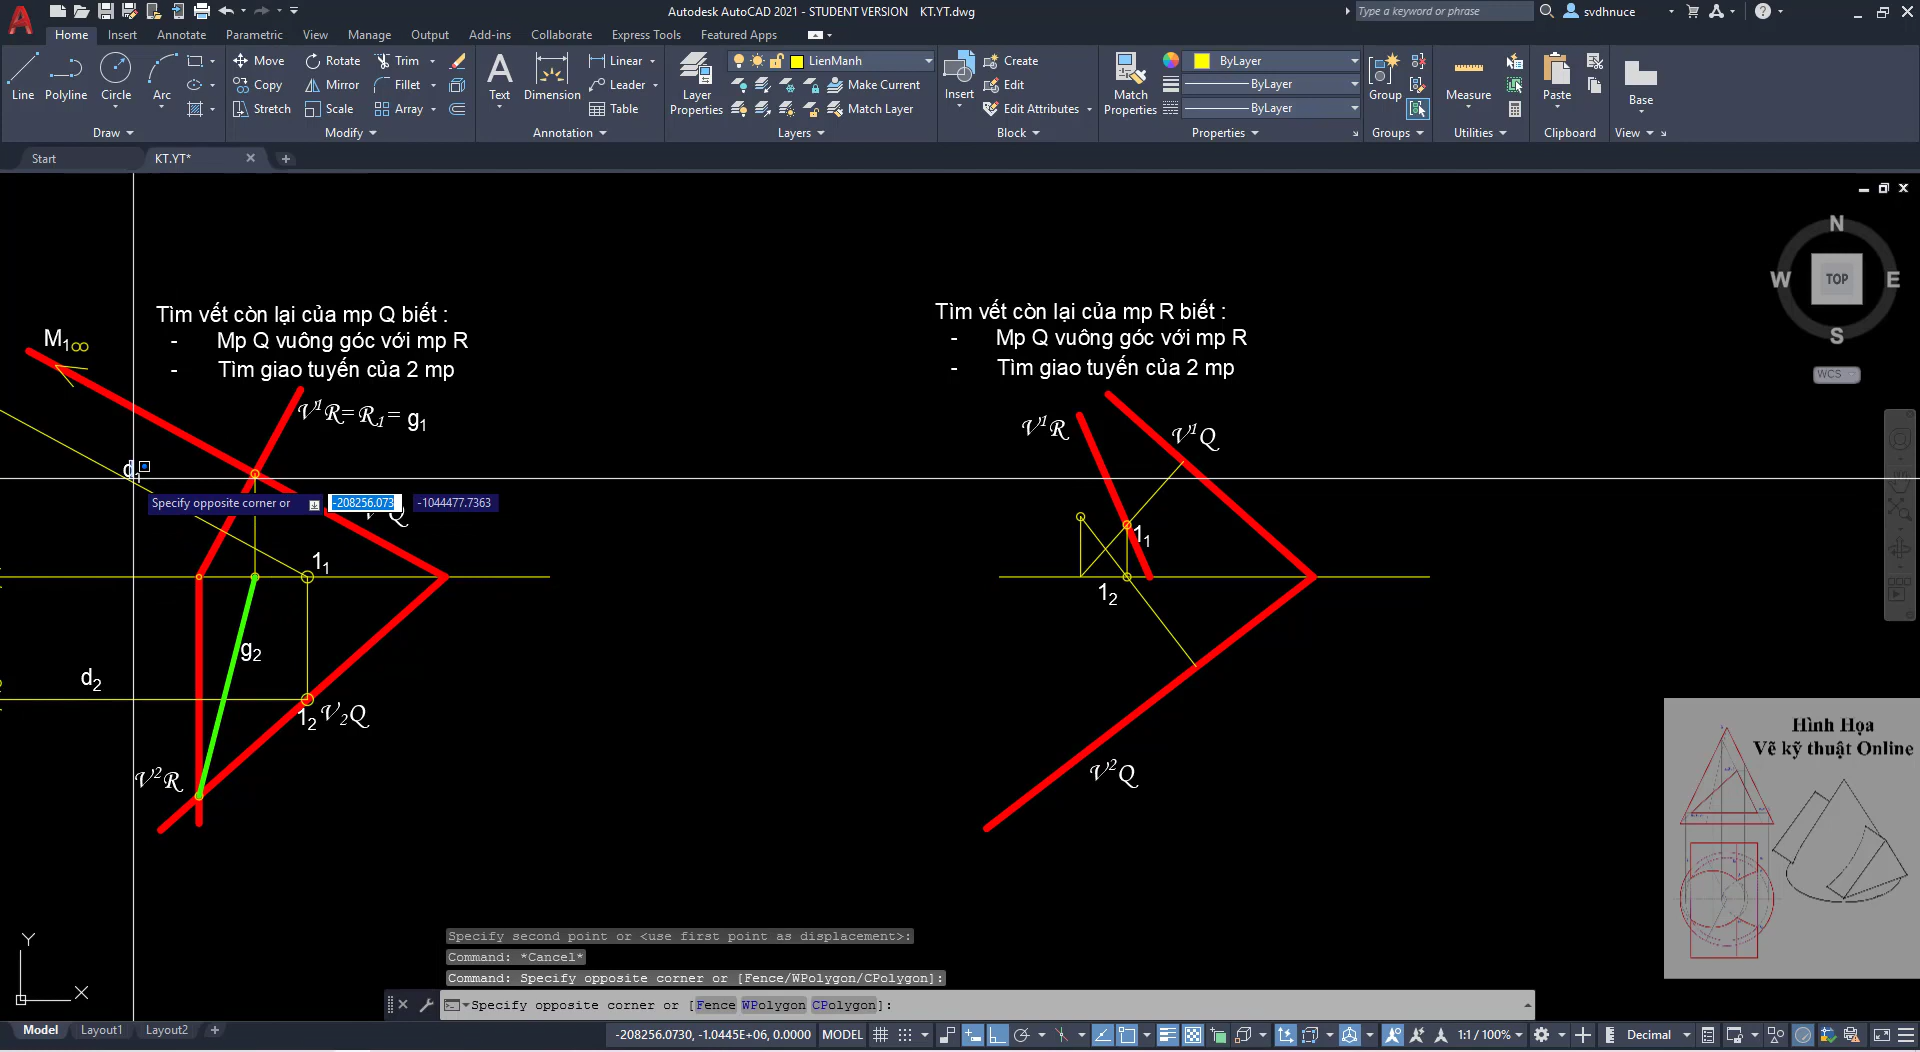 Autodesk AutoCAD 2021 - STUDENT VERSION KT.YT.dwg
Type a keyword or phrase
svdhnuce
Home Insert Annotate Parametric View Manage Output Add-ins Collaborate Express Tools Featured Apps
Line Polyline Circle Arc
Move Rotate Trim
Copy Mirror Fillet
Stretch Scale Array
Text Dimension
Linear
Leader
Table
Layer Properties
LienManh
Make Current
Match Layer
Insert
Create
Edit
Edit Attributes
Match Properties
ByLayer
ByLayer
ByLayer
Group
Measure
Paste
Base
Draw Modify Annotation Layers Block Properties Groups Utilities Clipboard View
Start KT.YT*
N
W TOP E
S
WCS
Tìm vết còn lại của mp Q biết :
- Mp Q vuông góc với mp R
- Tìm giao tuyến của 2 mp
M1∞
V¹R=R₁= g₁
d₁
Specify opposite corner or -208256.073 -1044477.7363
Q
1₁
g₂
d₂
1₂ V₂Q
V²R
Tìm vết còn lại của mp R biết :
- Mp Q vuông góc với mp R
- Tìm giao tuyến của 2 mp
V¹R
V¹Q
1₁
1₂
V²Q
Hình Họa
Vẽ kỹ thuật Online
Y
X
Specify second point or <use first point as displacement>:
Command: *Cancel*
Command: Specify opposite corner or [Fence/WPolygon/CPolygon]:
Specify opposite corner or [Fence WPolygon CPolygon]:
Model Layout1 Layout2
-208256.0730, -1.0445E+06, 0.0000 MODEL
1:1 / 100%
Decimal